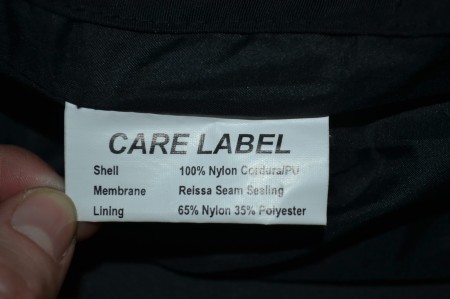 CARE LABEL
Shell 100% Nylon Cordura/PU
Membrane Reissa Seam Sealing
Lining 65% Nylon 35% Polyester